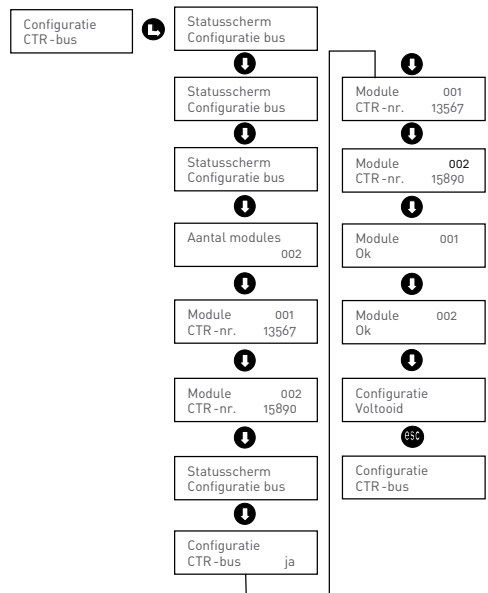 Configuratie
CTR-bus
Statusscherm
Configuratie bus
Statusscherm
Configuratie bus
Statusscherm
Configuratie bus
Aantal modules
002
Module 001
CTR-nr. 13567
Module 002
CTR-nr. 15890
Statusscherm
Configuratie bus
Configuratie
CTR-bus ja
Module 001
CTR-nr. 13567
Module 002
CTR-nr. 15890
Module 001
Ok
Module 002
Ok
Configuratie
Voltooid
esc
Configuratie
CTR-bus